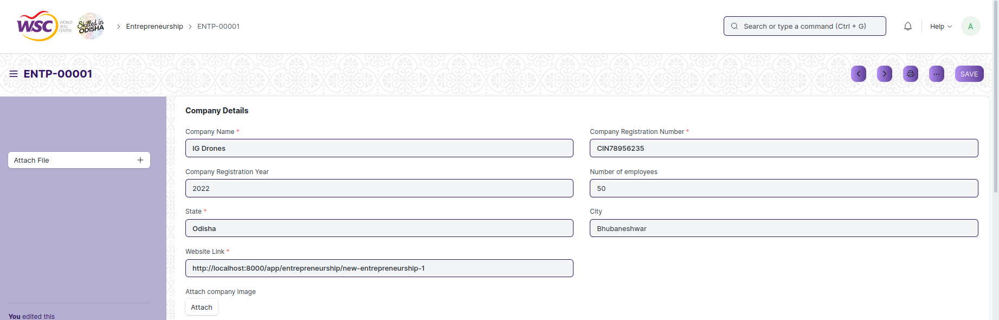 WSC WORLD SKILL CENTER
Skilled in ODISHA
Entrepreneurship
ENTP-00001
Search or type a command (Ctrl + G)
Help
A
ENTP-00001
SAVE
Attach File
You edited this
Company Details
Company Name *
Company Registration Number *
IG Drones
CIN78956235
Company Registration Year
Number of employees
2022
50
State *
City
Odisha
Bhubaneshwar
Website Link *
http://localhost:8000/app/entrepreneurship/new-entrepreneurship-1
Attach company image
Attach